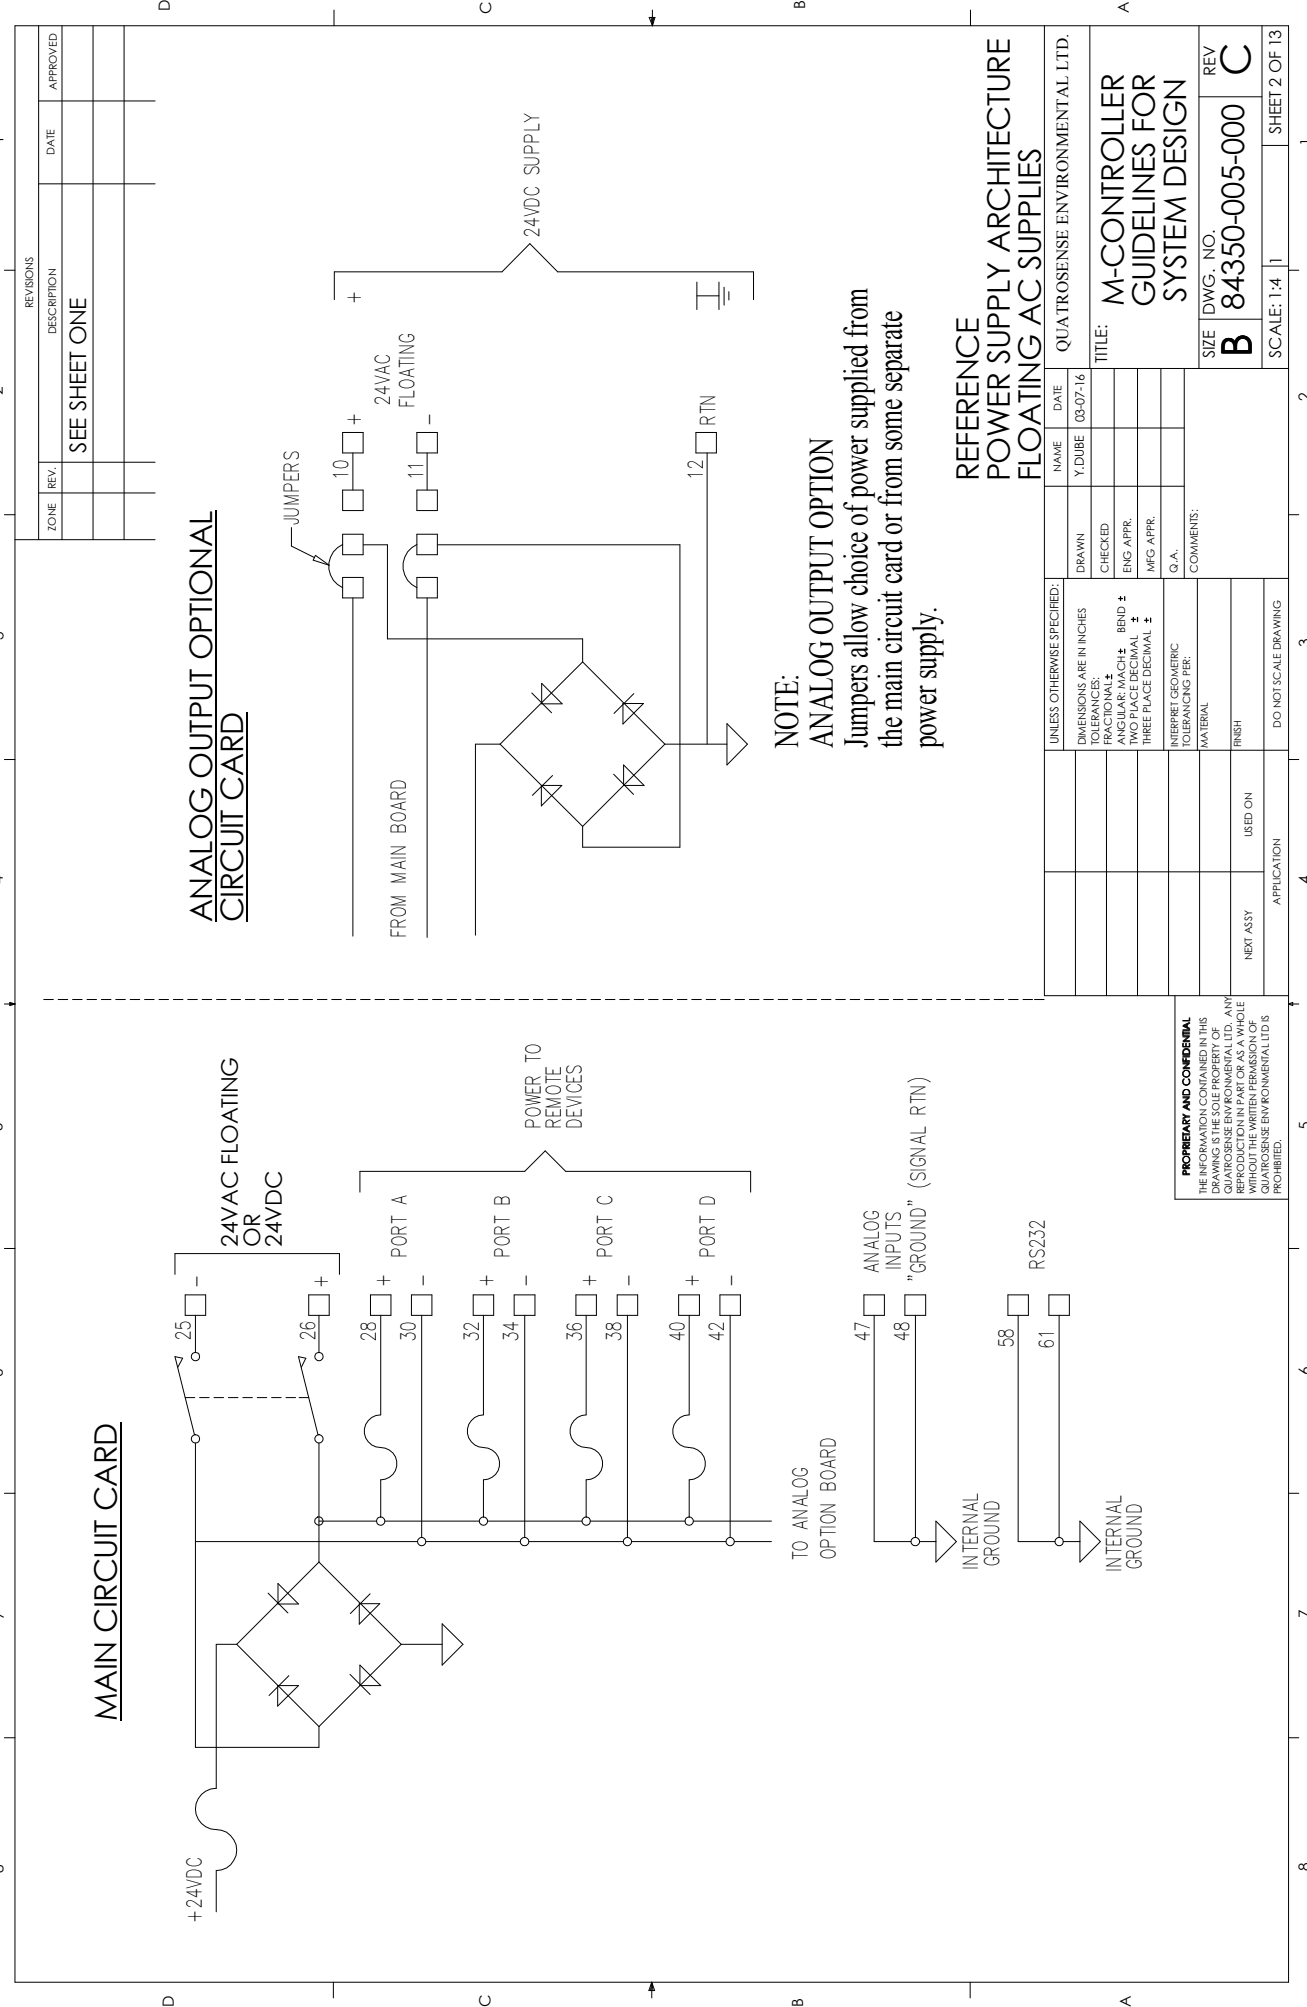 REVISIONS
ZONE REV. DESCRIPTION DATE APPROVED
SEE SHEET ONE
MAIN CIRCUIT CARD
+24VDC
25 -
26 +
24VAC FLOATING
OR
24VDC
28 +
30 -
PORT A
32 +
34 -
PORT B
36 +
38 -
PORT C
40 +
42 -
PORT D
POWER TO
REMOTE
DEVICES
TO ANALOG
OPTION BOARD
47
48
ANALOG
INPUTS
"GROUND" (SIGNAL RTN)
INTERNAL
GROUND
58
61
RS232
INTERNAL
GROUND
ANALOG OUTPUT OPTIONAL
CIRCUIT CARD
JUMPERS
FROM MAIN BOARD
10 +
11 -
24VAC
FLOATING
+
12 RTN
24VDC SUPPLY
NOTE:
ANALOG OUTPUT OPTION
Jumpers allow choice of power supplied from
the main circuit card or from some separate
power supply.
REFERENCE
POWER SUPPLY ARCHITECTURE
FLOATING AC SUPPLIES
PROPRIETARY AND CONFIDENTIAL
THE INFORMATION CONTAINED IN THIS
DRAWING IS THE SOLE PROPERTY OF
QUATROSENSE ENVIRONMENTAL LTD. ANY
REPRODUCTION IN PART OR AS A WHOLE
WITHOUT THE WRITTEN PERMISSION OF
QUATROSENSE ENVIRONMENTAL LTD IS
PROHIBITED.
NEXT ASSY USED ON
APPLICATION
UNLESS OTHERWISE SPECIFIED:
DIMENSIONS ARE IN INCHES
TOLERANCES:
FRACTIONAL±
ANGULAR: MACH± BEND ±
TWO PLACE DECIMAL ±
THREE PLACE DECIMAL ±
INTERPRET GEOMETRIC
TOLERANCING PER:
MATERIAL
FINISH
DO NOT SCALE DRAWING
NAME DATE
DRAWN Y.DUBE 03-07-16
CHECKED
ENG APPR.
MFG APPR.
Q.A.
COMMENTS:
QUATROSENSE ENVIRONMENTAL LTD.
TITLE:
M-CONTROLLER
GUIDELINES FOR
SYSTEM DESIGN
SIZE DWG. NO. REV
B 84350-005-000 C
SCALE: 1:4 1 SHEET 2 OF 13
D
C
B
A
D
C
B
A
8 7 6 5 4 3 2 1